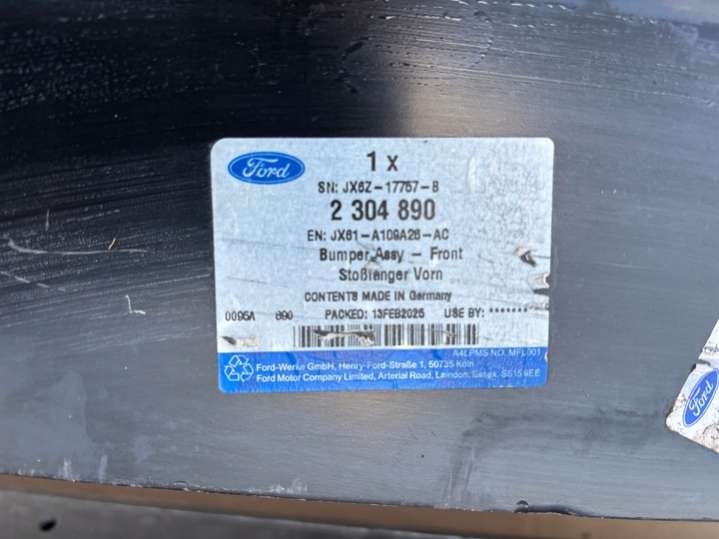 Ford
1 x
SN: JX6Z-17757-B
2 304 890
EN: JX61-A109A26-AC
Bumper Assy - Front
Stoßfänger Vorn
CONTENTS MADE IN Germany
0095A 890 PACKED: 13FEB2025 USE BY: *******
A4LPMS NO. MFL001
Ford-Werke GmbH, Henry-Ford-Straße 1, 50735 Köln
Ford Motor Company Limited, Arterial Road, Laindon, Essex. SS15 6EE
Ford